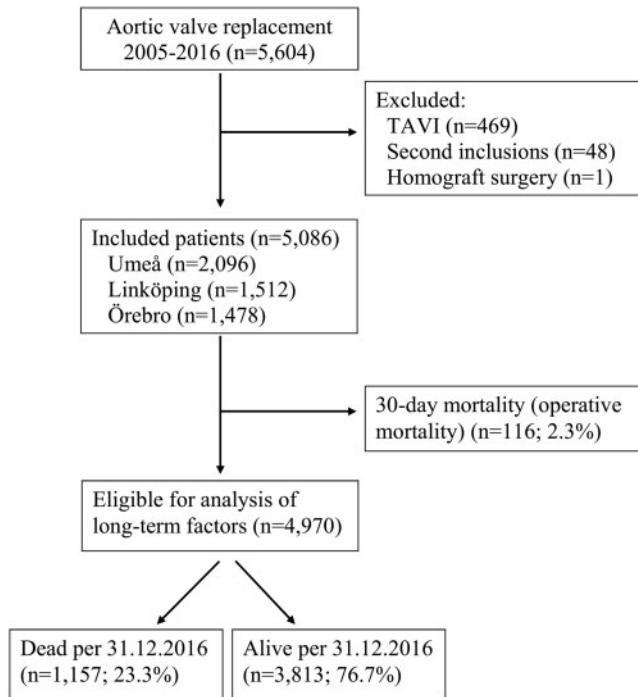 Aortic valve replacement
2005-2016 (n=5,604)
Excluded:
TAVI (n=469)
Second inclusions (n=48)
Homograft surgery (n=1)
Included patients (n=5,086)
Umeå (n=2,096)
Linköping (n=1,512)
Örebro (n=1,478)
30-day mortality (operative
mortality) (n=116; 2.3%)
Eligible for analysis of
long-term factors (n=4,970)
Dead per 31.12.2016
(n=1,157; 23.3%)
Alive per 31.12.2016
(n=3,813; 76.7%)